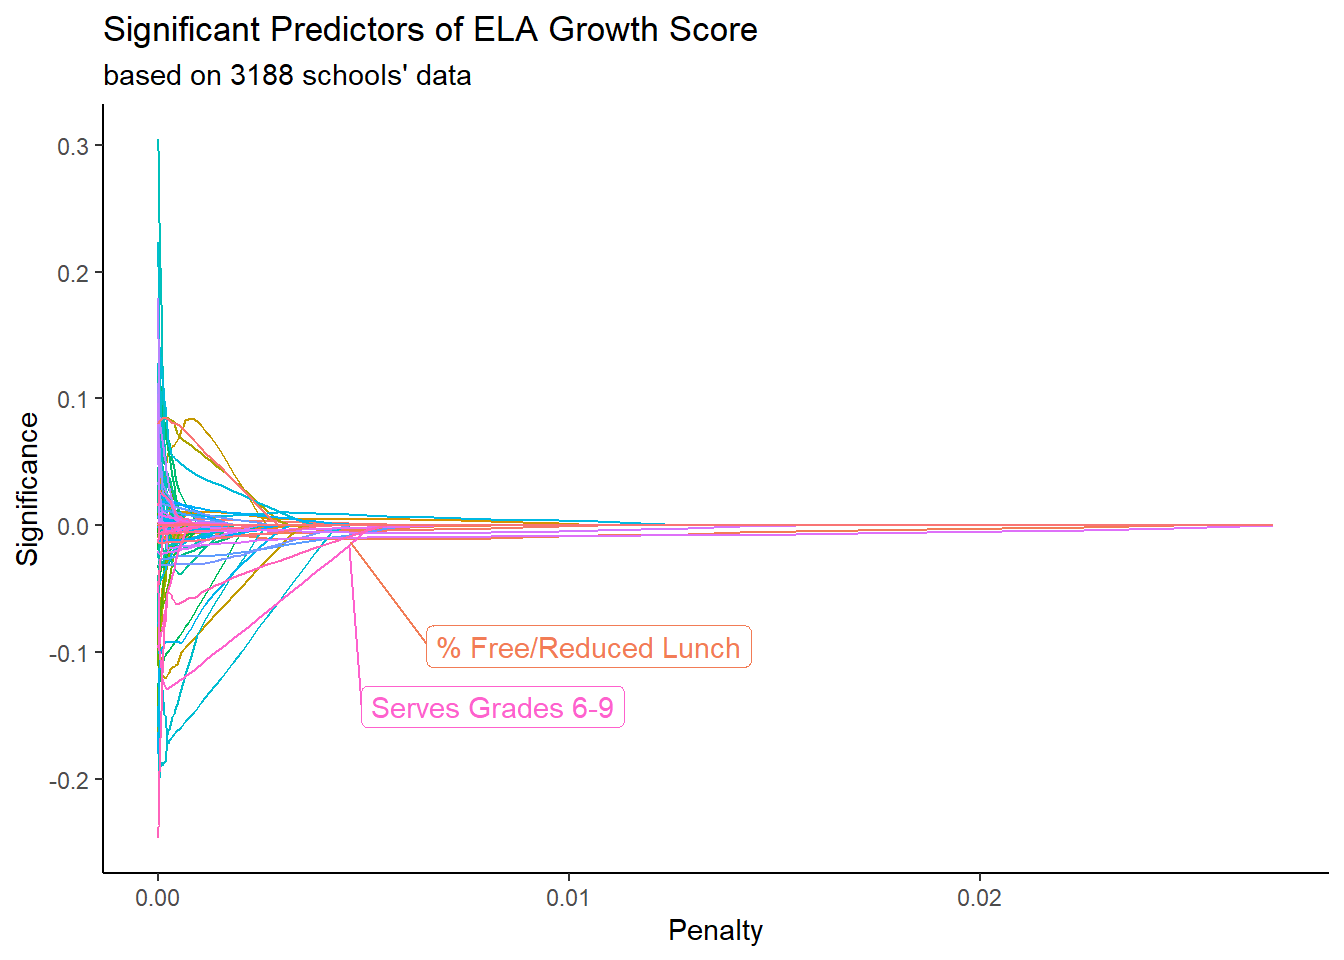 Significant Predictors of ELA Growth Score
based on 3188 schools' data
Significance
0.3
0.2
0.1
0.0
-0.1
-0.2
% Free/Reduced Lunch
Serves Grades 6-9
0.00
0.01
0.02
Penalty